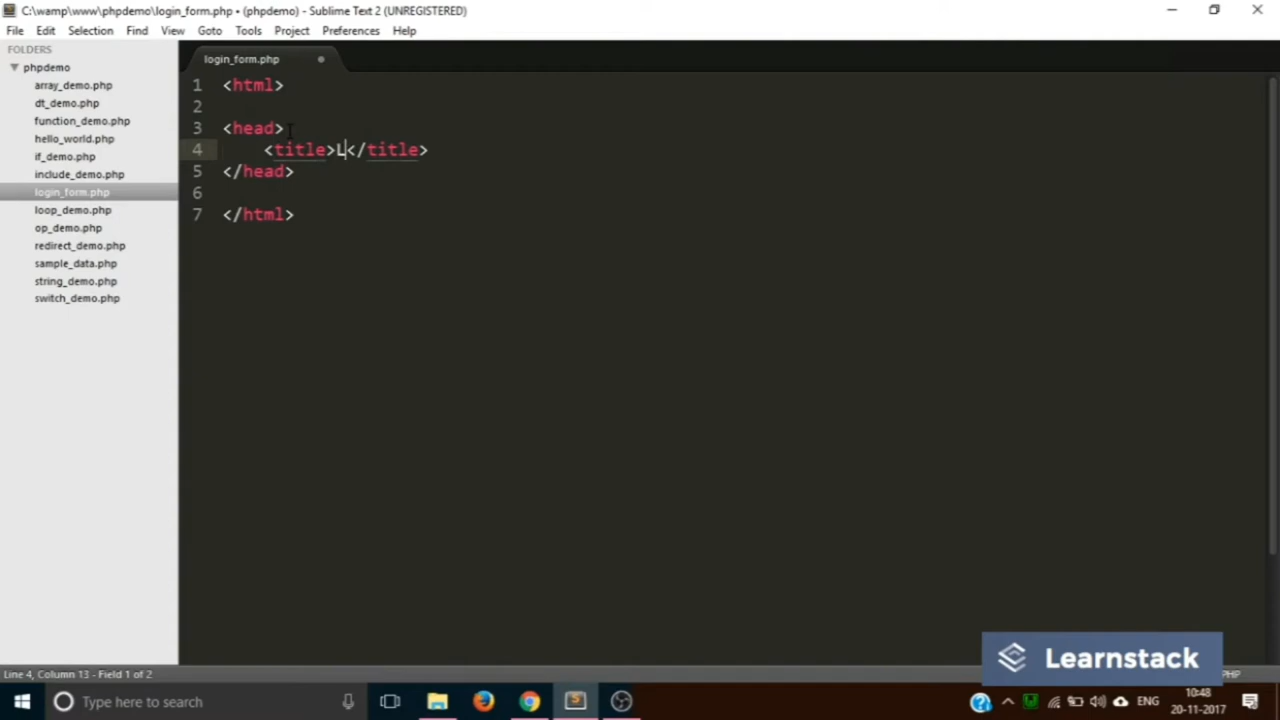 C:\wamp\www\phpdemo\login_form.php • (phpdemo) - Sublime Text 2 (UNREGISTERED)
File Edit Selection Find View Goto Tools Project Preferences Help
FOLDERS
phpdemo
array_demo.php
dt_demo.php
function_demo.php
hello_world.php
if_demo.php
include_demo.php
login_form.php
loop_demo.php
op_demo.php
redirect_demo.php
sample_data.php
string_demo.php
switch_demo.php
login_form.php
1 <html>
2
3 <head>
4 <title>L</title>
5 </head>
6
7 </html>
Learnstack
Line 4, Column 13 - Field 1 of 2
PHP
Type here to search
ENG
10:48
20-11-2017